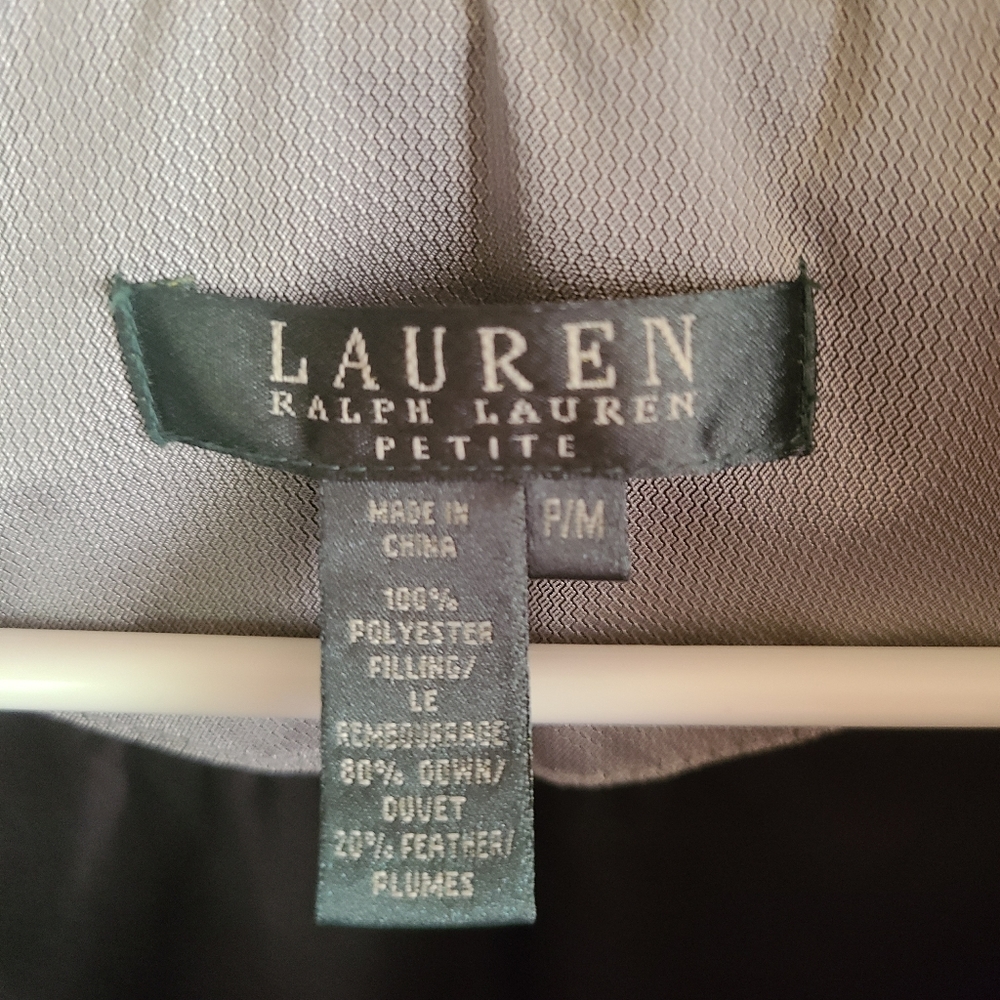 LAUREN
RALPH LAUREN
PETITE
P/M
MADE IN
CHINA
100%
POLYESTER
FILLING/
LE
REMBOURRAGE
80% DOWN/
DUVET
20% FEATHER/
PLUMES